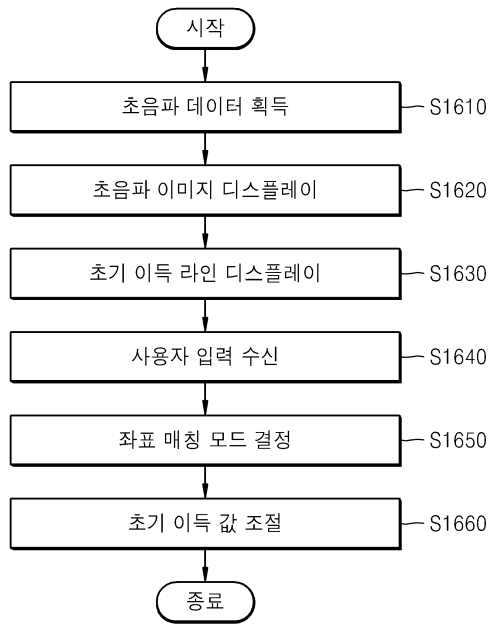 시작
초음파 데이터 획득
S1610
초음파 이미지 디스플레이
S1620
초기 이득 라인 디스플레이
S1630
사용자 입력 수신
S1640
좌표 매칭 모드 결정
S1650
초기 이득 값 조절
S1660
종료